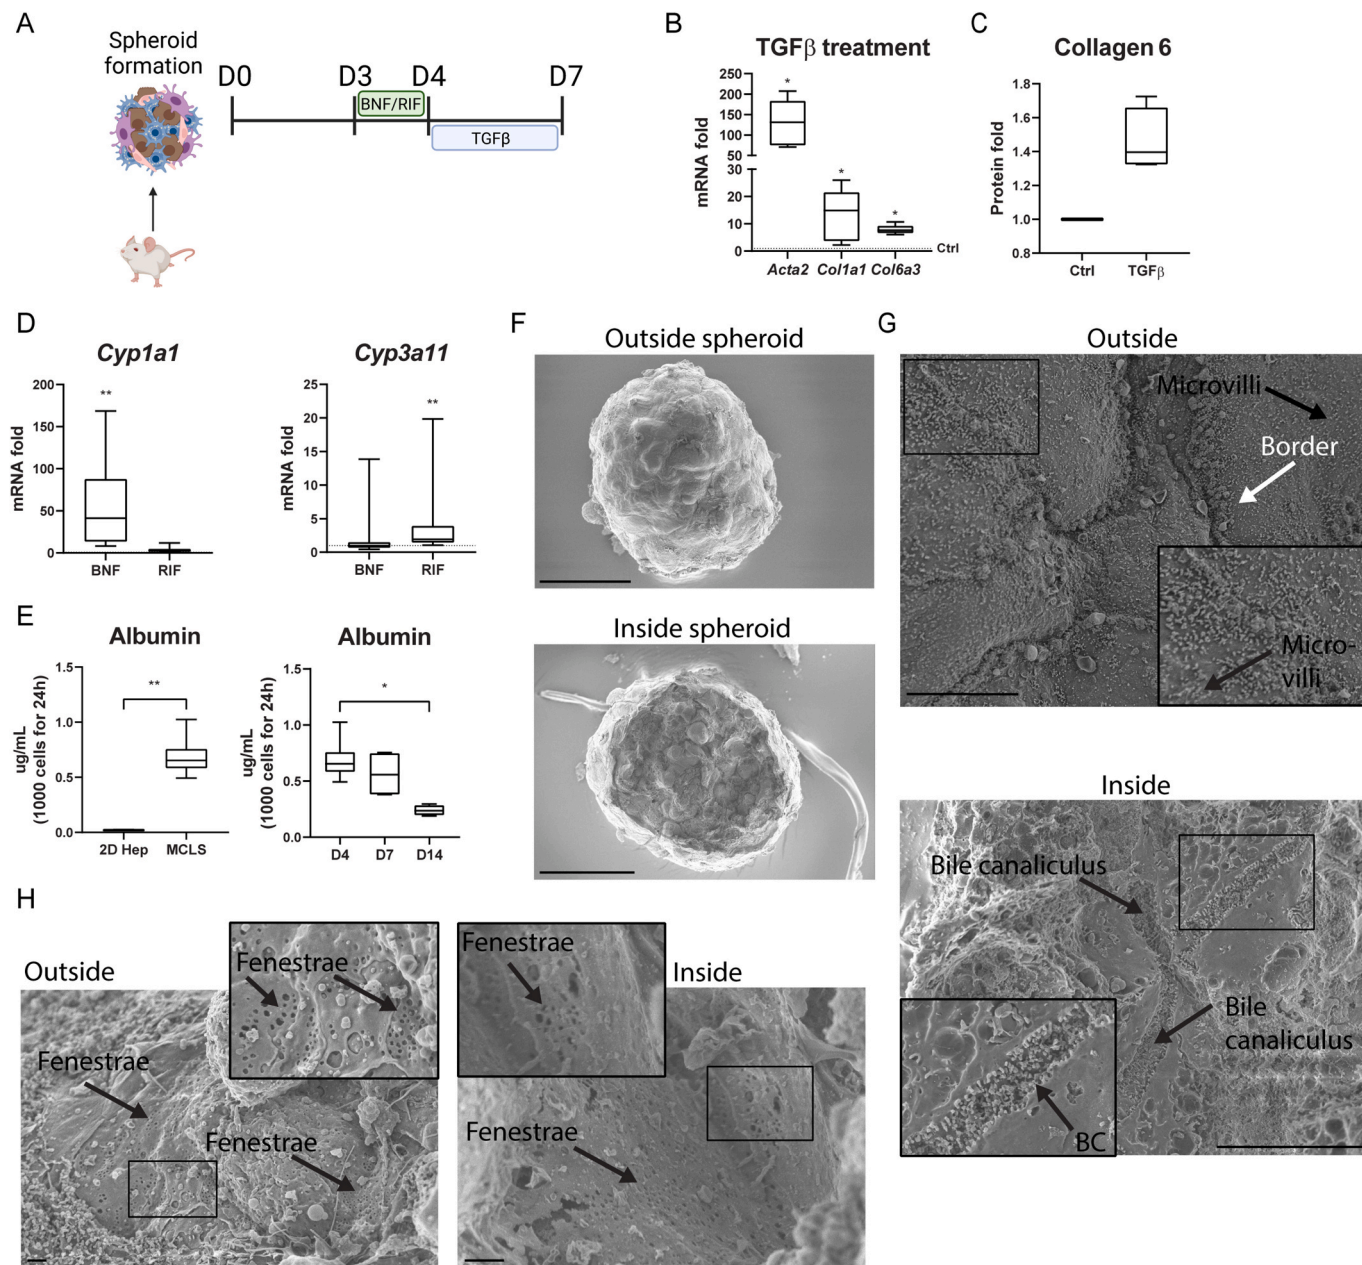 A
Spheroid
formation
D0
D3
D4
D7
BNF/RIF
TGFβ
B
TGFβ treatment
mRNA fold
250
200
150
100
50
30
20
10
0
*
*
*
Ctrl
Acta2 Col1a1 Col6a3
C
Collagen 6
Protein fold
1.8
1.6
1.4
1.2
1.0
0.8
Ctrl
TGFβ
D
Cyp1a1
mRNA fold
200
150
100
50
0
**
BNF
RIF
Cyp3a11
mRNA fold
25
20
15
10
5
0
**
BNF
RIF
E
Albumin
ug/mL
(1000 cells for 24h)
1.5
1.0
0.5
0.0
**
2D Hep
MCLS
Albumin
ug/mL
(1000 cells for 24h)
1.5
1.0
0.5
0.0
*
D4
D7
D14
F
Outside spheroid
Inside spheroid
G
Outside
Microvilli
Border
Micro-
villi
Inside
Bile canaliculus
Bile
canaliculus
BC
H
Outside
Fenestrae
Fenestrae
Fenestrae
Inside
Fenestrae
Fenestrae